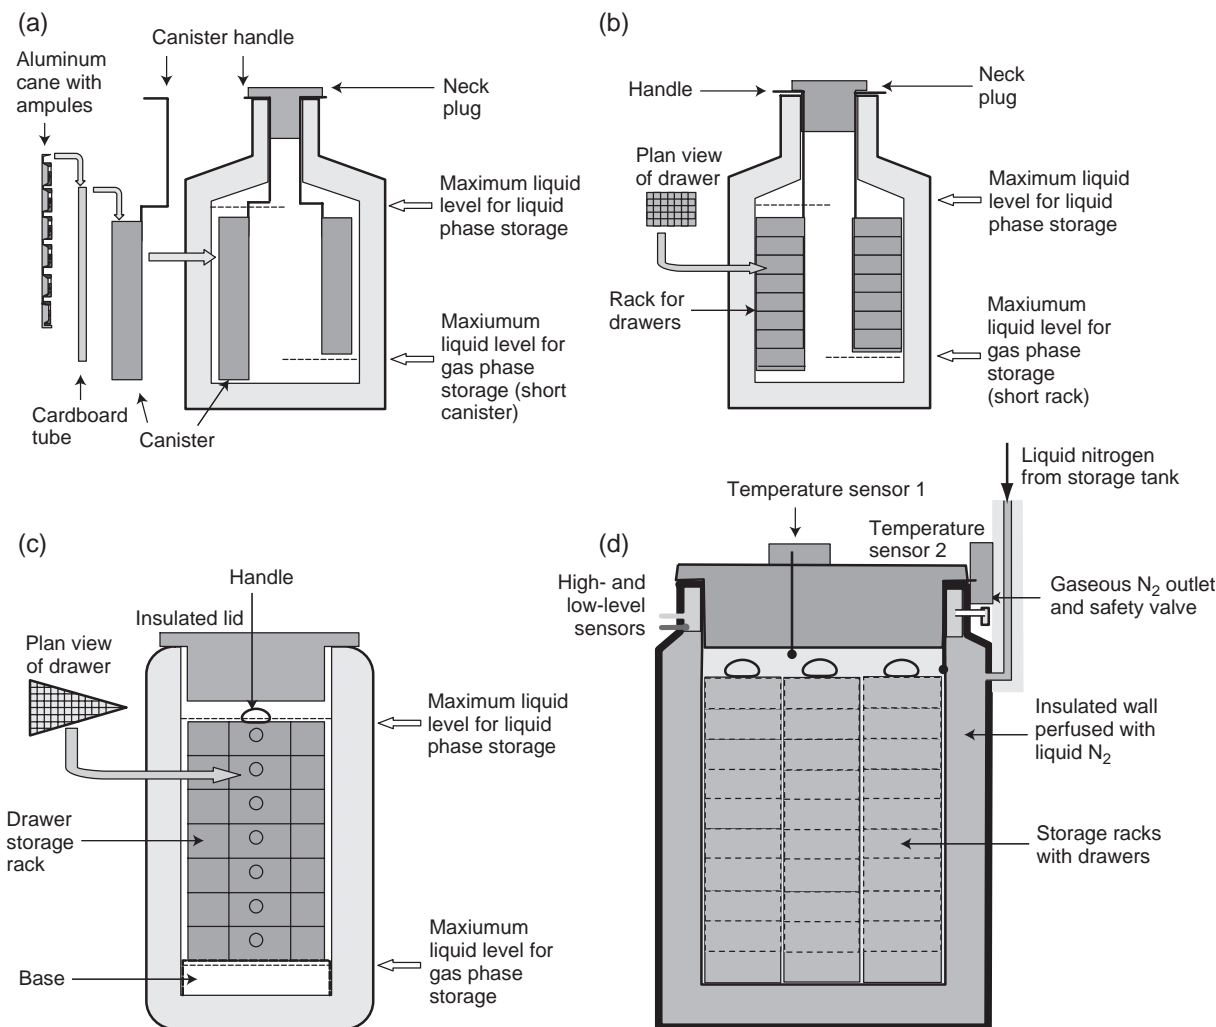 (a)
Canister handle
Aluminum
cane with
ampules
Neck
plug
Maximum liquid
level for liquid
phase storage
Maxiumum
liquid level for
gas phase
storage (short
canister)
Cardboard
tube
Canister
(b)
Handle
Neck
plug
Plan view
of drawer
Maximum liquid
level for liquid
phase storage
Rack for
drawers
Maxiumum
liquid level for
gas phase
storage
(short rack)
(c)
Handle
Insulated lid
Plan view
of drawer
Maximum liquid
level for liquid
phase storage
Drawer
storage
rack
Maxiumum
liquid level for
gas phase
storage
Base
(d)
Temperature sensor 1
Liquid nitrogen
from storage tank
Temperature
sensor 2
High- and
low-level
sensors
Gaseous N₂ outlet
and safety valve
Insulated wall
perfused with
liquid N₂
Storage racks
with drawers